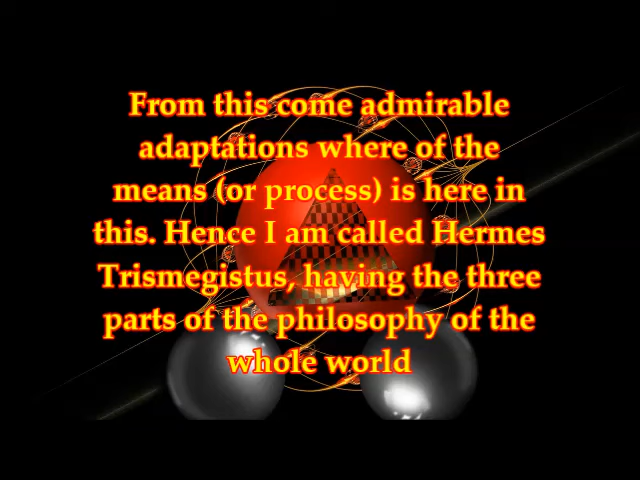 From this come admirable
adaptations where of the
means (or process) is here in
this. Hence I am called Hermes
Trismegistus, having the three
parts of the philosophy of the
whole world